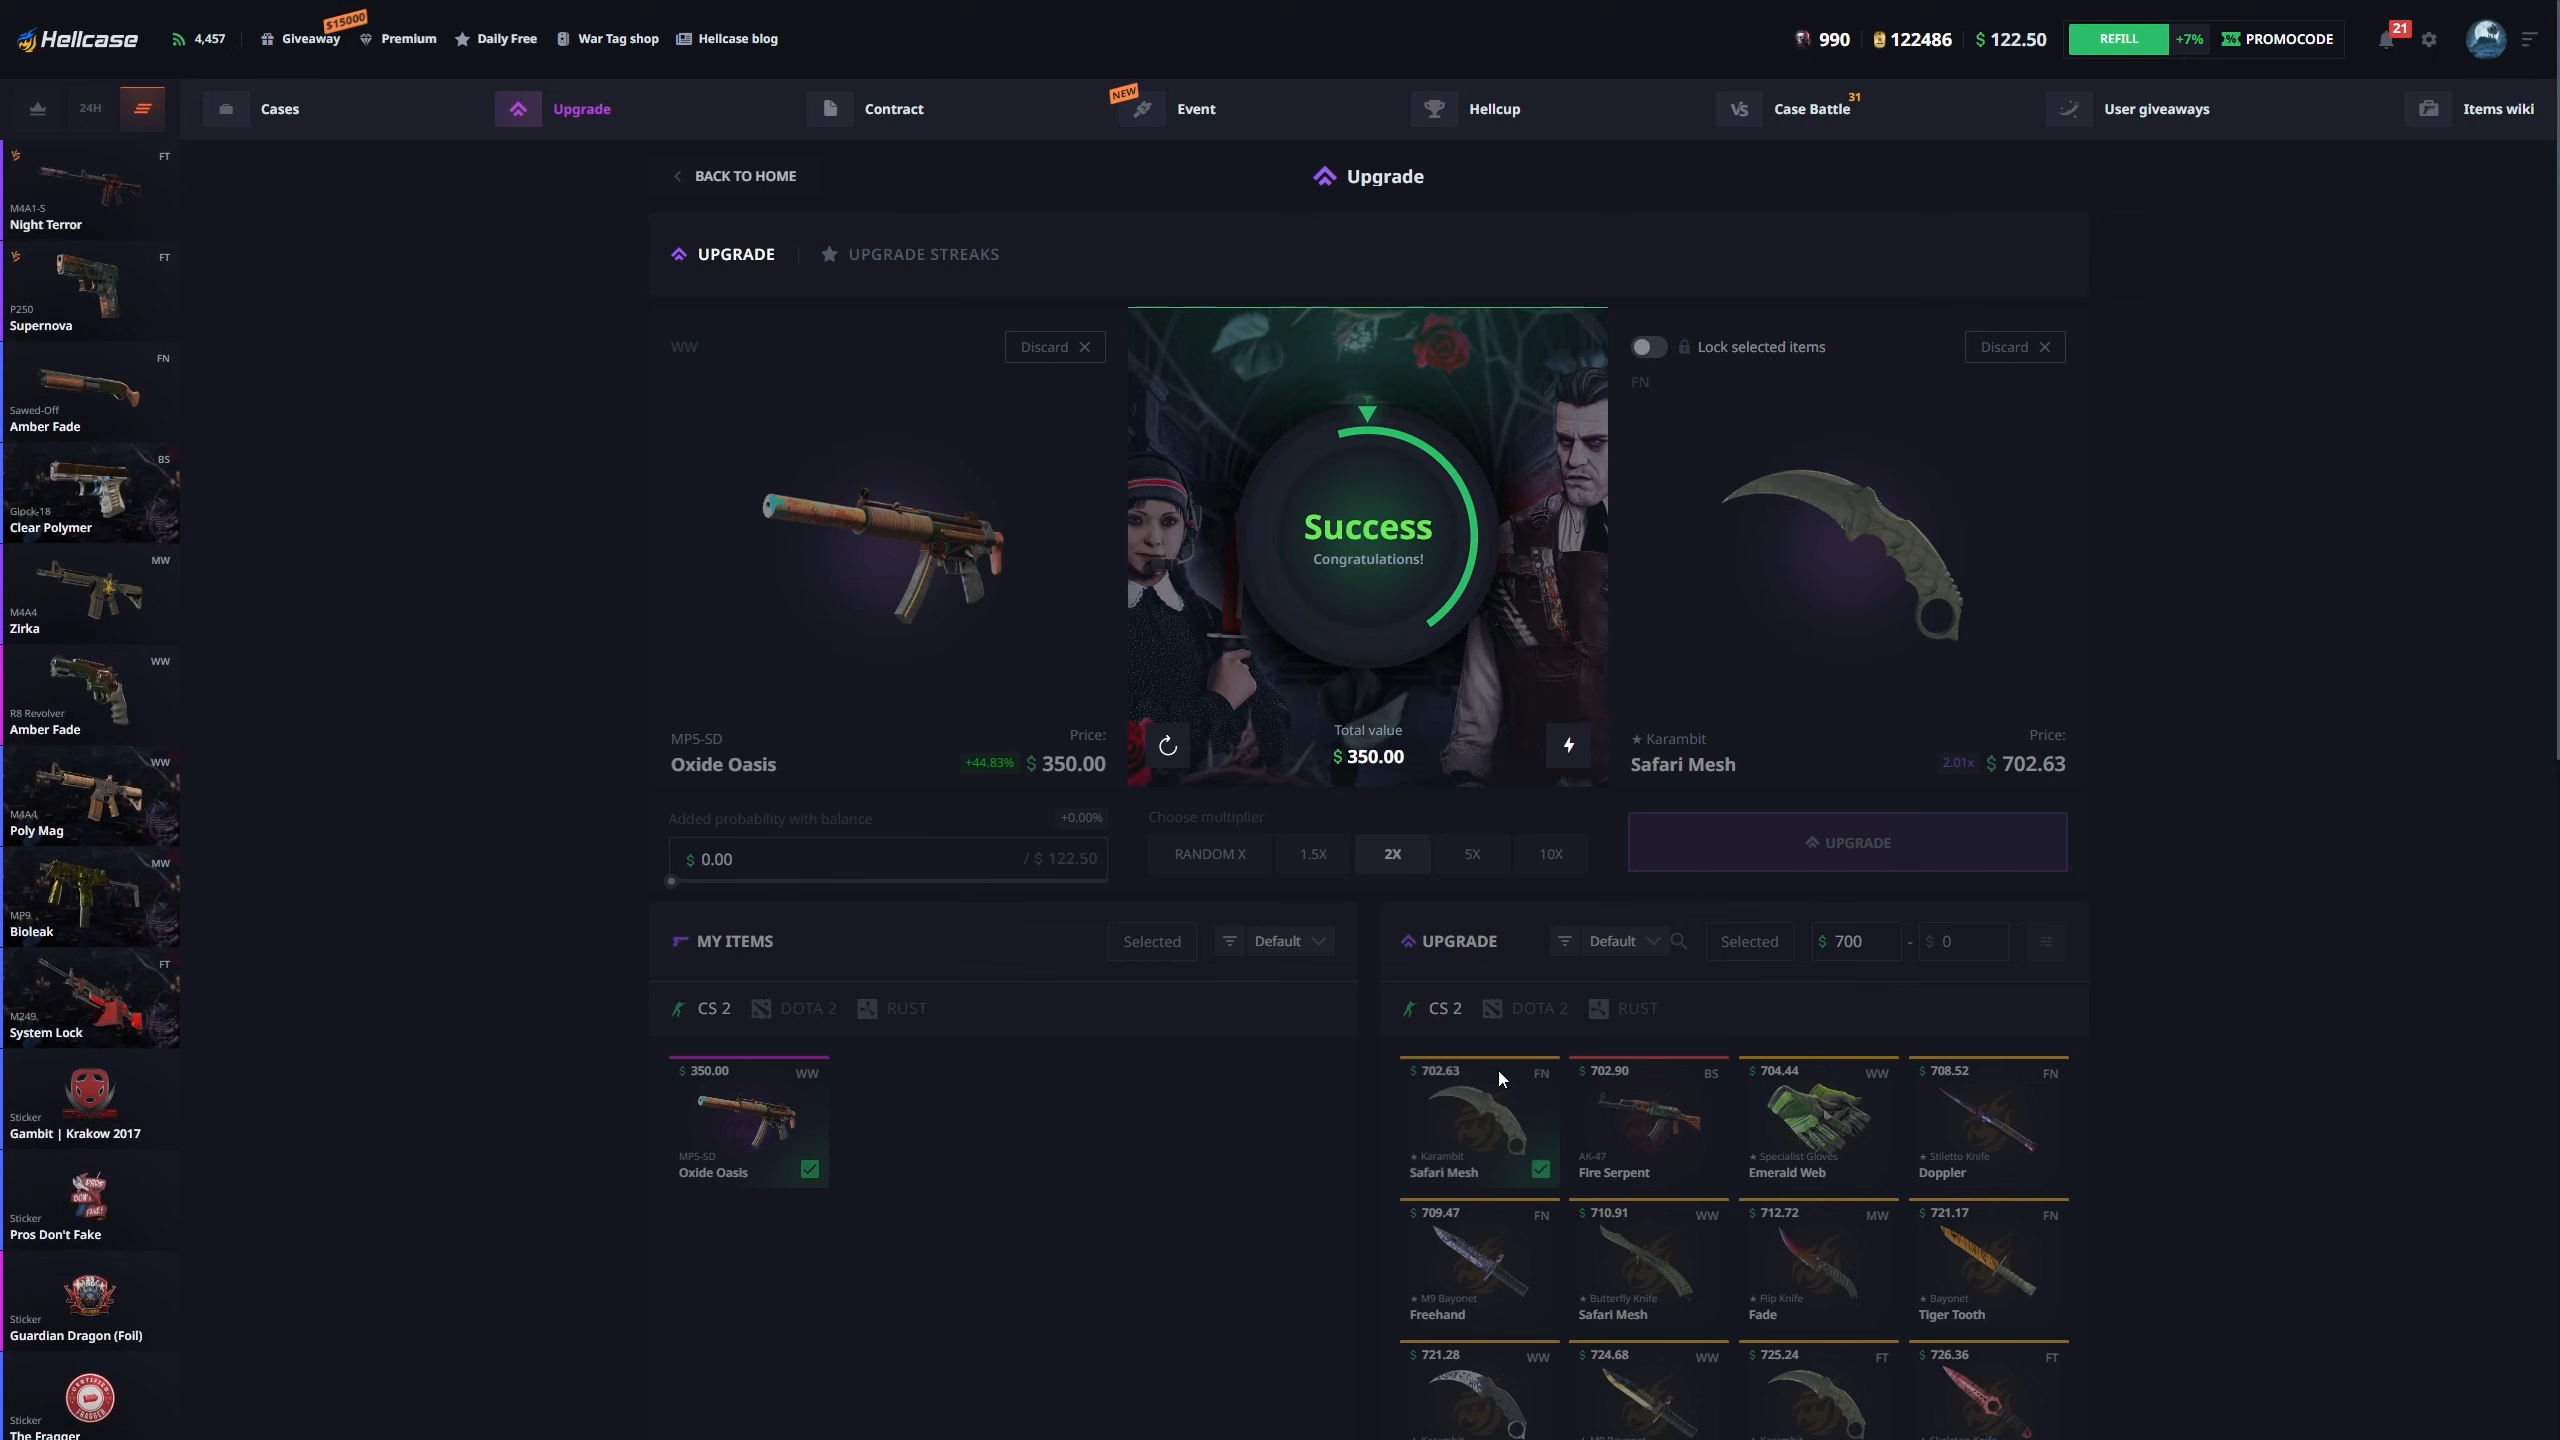 Hellcase
4,457
Giveaway
$15000
Premium
Daily Free
War Tag shop
Hellcase blog
990
122486
$ 122.50
REFILL
+7%
PROMOCODE
21
24H
Cases
Upgrade
Contract
NEW
Event
Hellcup
VS
Case Battle
31
User giveaways
Items wiki
BACK TO HOME
Upgrade
UPGRADE
UPGRADE STREAKS
FT
M4A1-S
Night Terror
FT
P250
Supernova
FN
Sawed-Off
Amber Fade
BS
Glock-18
Clear Polymer
MW
M4A4
Zirka
WW
R8 Revolver
Amber Fade
WW
M4A4
Poly Mag
MW
MP9
Bioleak
FT
M249
System Lock
Sticker
Gambit | Krakow 2017
Sticker
Pros Don't Fake
Sticker
Guardian Dragon (Foil)
Sticker
The Fragger
WW
Discard
MP5-SD
Oxide Oasis
Price:
+44.83%
$ 350.00
Success
Congratulations!
Total value
$ 350.00
Lock selected items
Discard
FN
★ Karambit
Safari Mesh
Price:
2.01x
$ 702.63
Added probability with balance
+0.00%
$ 0.00
/ $ 122.50
Choose multiplier
RANDOM X
1.5X
2X
5X
10X
UPGRADE
MY ITEMS
Selected
Default
CS 2
DOTA 2
RUST
$ 350.00
WW
MP5-SD
Oxide Oasis
UPGRADE
Default
Selected
$ 700
-
$ 0
CS 2
DOTA 2
RUST
$ 702.63
FN
★ Karambit
Safari Mesh
$ 702.90
BS
AK-47
Fire Serpent
$ 704.44
WW
★ Specialist Gloves
Emerald Web
$ 708.52
FN
★ Stiletto Knife
Doppler
$ 709.47
FN
★ M9 Bayonet
Freehand
$ 710.91
WW
★ Butterfly Knife
Safari Mesh
$ 712.72
MW
★ Flip Knife
Fade
$ 721.17
FN
★ Bayonet
Tiger Tooth
$ 721.28
WW
★ Karambit
$ 724.68
WW
★ M9 Bayonet
$ 725.24
FT
★ Karambit
$ 726.36
FT
★ Skeleton Knife